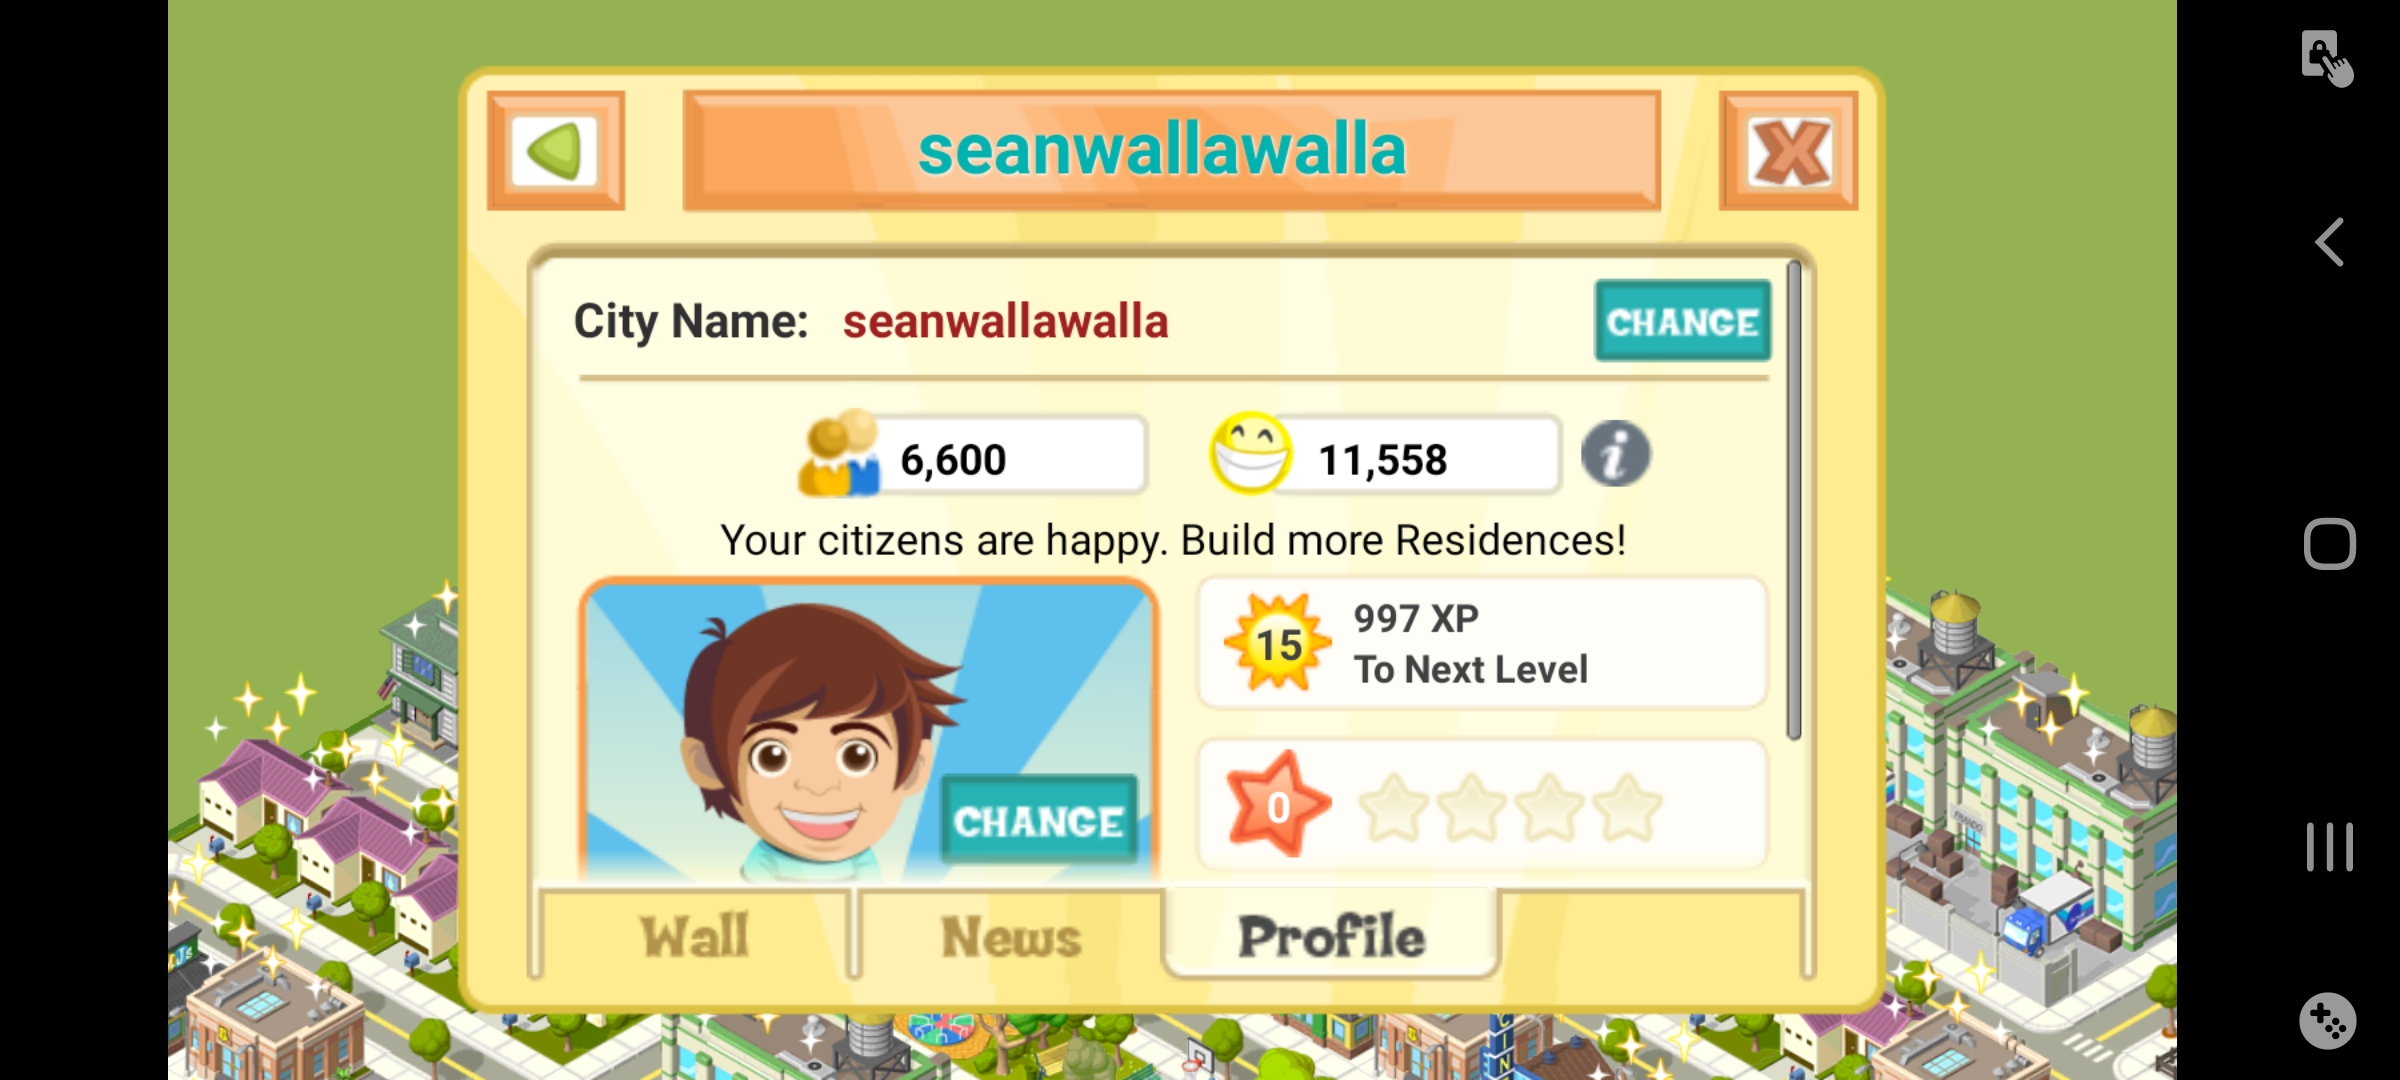 seanwallawalla
City Name: seanwallawalla
CHANGE
6,600
11,558
i
Your citizens are happy. Build more Residences!
15
997 XP
To Next Level
CHANGE
0
Wall
News
Profile